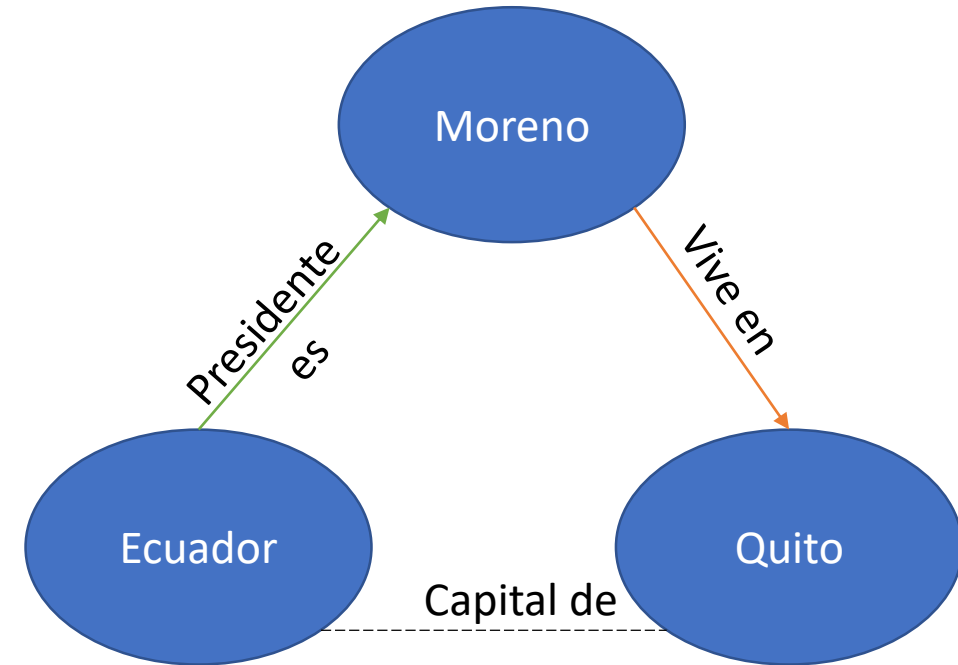 Moreno
Presidente
es
Vive en
Ecuador
Quito
Capital de